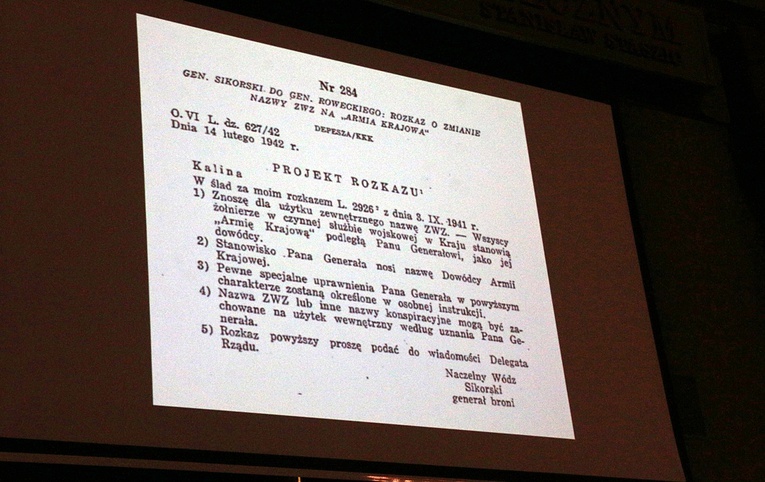 STANISŁAW
Nr 284
GEN. SIKORSKI DO GEN. ROWECKIEGO: ROZKAZ O ZMIANIE
NAZWY ZWZ NA „ARMIA KRAJOWA”
DEPESZA/KKK
O. VI L. dz. 627/42
Dnia 14 lutego 1942 r.
PROJEKT ROZKAZU¹
Kalina
W ślad za moim rozkazem L. 2926² z dnia 3. IX. 1941 r.
1) Znoszę dla użytku zewnętrznego nazwę ZWZ. — Wszyscy
żołnierze w czynnej służbie wojskowej w Kraju stanowią
„Armię Krajową” podległą Panu Generałowi, jako jej
dowódcy.
2) Stanowisko Pana Generała nosi nazwę Dowódcy Armii
Krajowej.
3) Pewne specjalne uprawnienia Pana Generała w powyższym
charakterze zostaną określone w osobnej instrukcji.
4) Nazwa ZWZ lub inne nazwy konspiracyjne mogą być za-
chowane na użytek wewnętrzny według uznania Pana Ge-
nerała.
5) Rozkaz powyższy proszę podać do wiadomości Delegata
Rządu.
Naczelny Wódz
Sikorski
generał broni